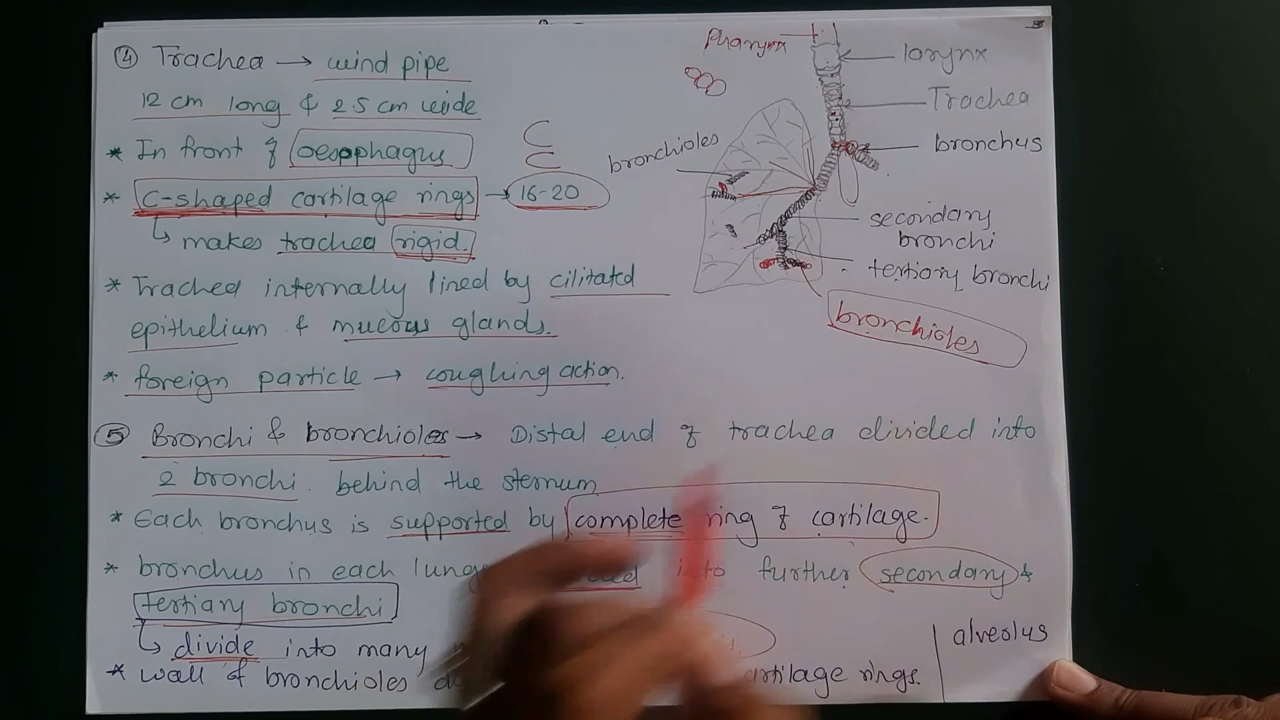 ④ Trachea → wind pipe
12 cm long & 2.5 cm wide
* In front of oesophagus
* C-shaped cartilage rings → 16-20
↳ makes trachea rigid.
* Trachea internally lined by cilitated
epithelium & mucous glands.
* foreign particle → coughing action.
Pharynx
larynx
Trachea
bronchus
bronchioles
secondary
bronchi
tertiary bronchi
bronchioles
⑤ Bronchi & bronchioles → Distal end of trachea divided into
2 bronchi. behind the sternum
* Each bronchus is supported by complete ring of cartilage.
* bronchus in each lung into further secondary &
tertiary bronchi
↳ divide into many
* wall of bronchioles cartilage rings.
alveolus